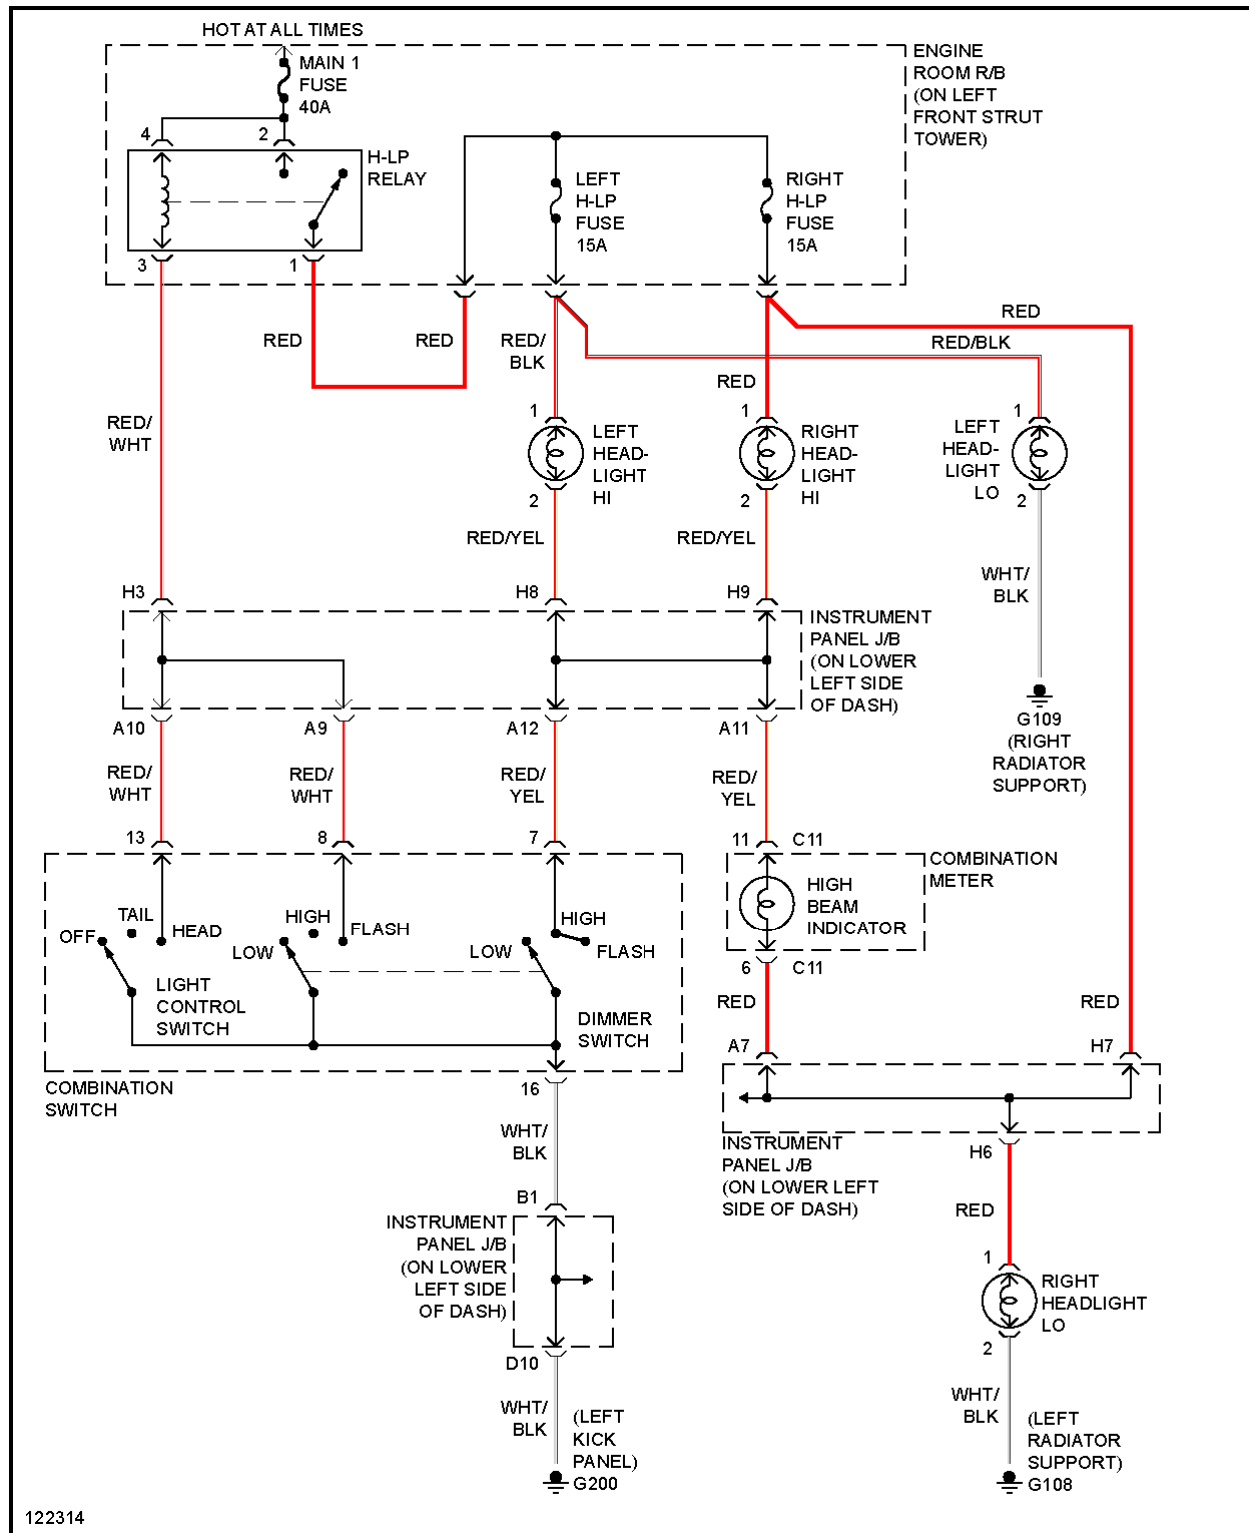 HOT AT ALL TIMES
MAIN 1
FUSE
40A
ENGINE
ROOM R/B
(ON LEFT
FRONT STRUT
TOWER)
4
2
H-LP
RELAY
LEFT
H-LP
FUSE
15A
RIGHT
H-LP
FUSE
15A
3
1
RED
RED
RED/
BLK
RED
RED/BLK
RED
RED/
WHT
1
LEFT
HEAD-
LIGHT
HI
2
1
RIGHT
HEAD-
LIGHT
HI
2
1
LEFT
HEAD-
LIGHT
LO
2
RED/YEL
RED/YEL
WHT/
BLK
H3
H8
H9
INSTRUMENT
PANEL J/B
(ON LOWER
LEFT SIDE
OF DASH)
G109
(RIGHT
RADIATOR
SUPPORT)
A10
A9
A12
A11
RED/
WHT
RED/
WHT
RED/
YEL
RED/
YEL
13
8
7
11
C11
COMBINATION
METER
HIGH
BEAM
INDICATOR
OFF
TAIL
HEAD
LOW
HIGH
FLASH
LOW
HIGH
FLASH
LIGHT
CONTROL
SWITCH
DIMMER
SWITCH
6
C11
RED
RED
A7
H7
COMBINATION
SWITCH
16
WHT/
BLK
INSTRUMENT
PANEL J/B
(ON LOWER LEFT
SIDE OF DASH)
H6
RED
B1
INSTRUMENT
PANEL J/B
(ON LOWER
LEFT SIDE
OF DASH)
1
RIGHT
HEADLIGHT
LO
2
D10
WHT/
BLK
(LEFT
KICK
PANEL)
G200
WHT/
BLK
(LEFT
RADIATOR
SUPPORT)
G108
122314